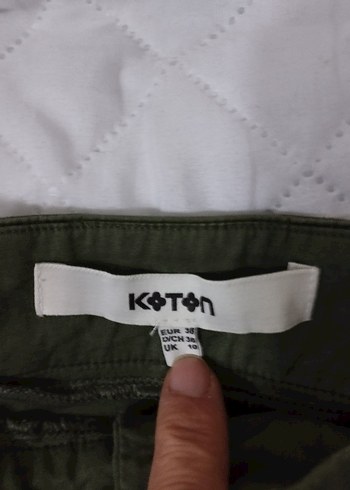 KOTON
EUR 38
D/CH 36
UK 10